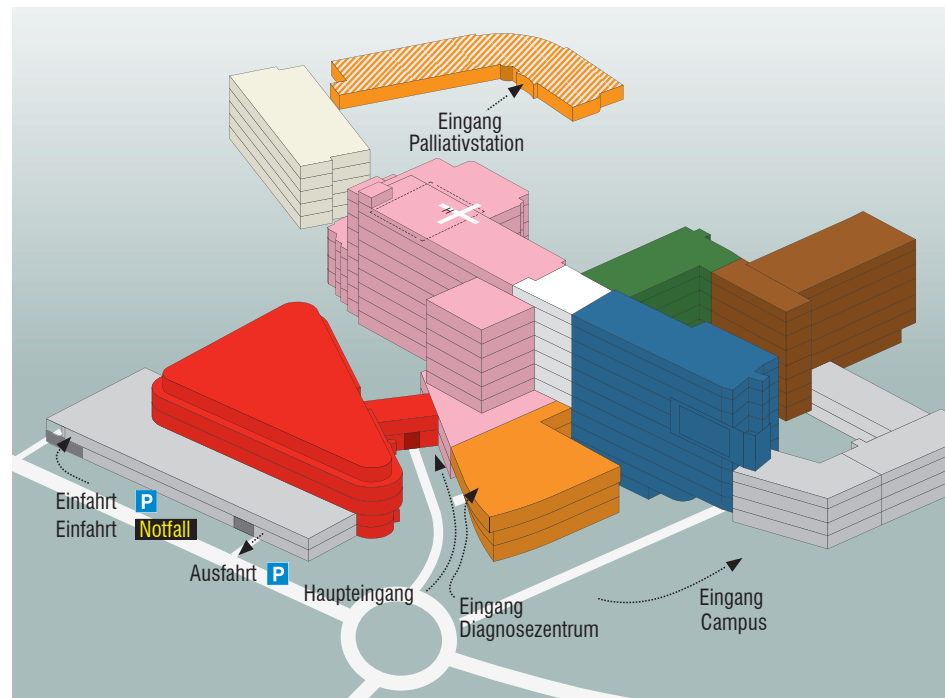 Eingang
Palliativstation
Einfahrt P
Einfahrt Notfall
Ausfahrt P
Haupteingang
Eingang
Diagnosezentrum
Eingang
Campus
H